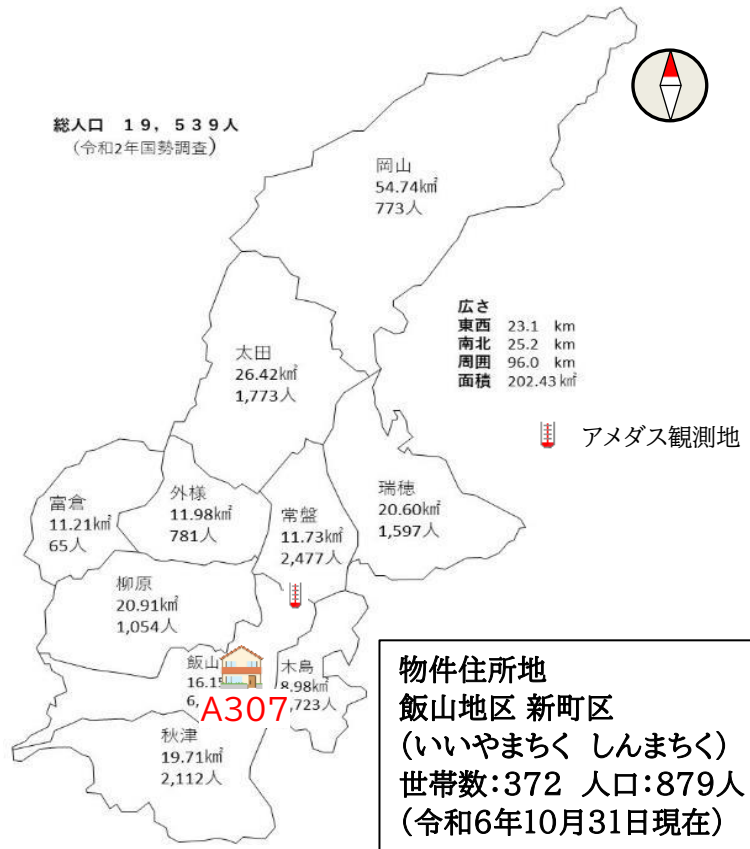 総人口 19,539人
(令和2年国勢調査)
岡山
54.74㎢
773人
広さ
東西 23.1 km
南北 25.2 km
周囲 96.0 km
面積 202.43㎢
アメダス観測地
太田
26.42㎢
1,773人
瑞穂
20.60㎢
1,597人
外様
11.98㎢
781人
常盤
11.73㎢
2,477人
富倉
11.21㎢
65人
柳原
20.91㎢
1,054人
飯山
16.15
6,
木島
8.98㎢
,723人
A307
秋津
19.71㎢
2,112人
物件住所地
飯山地区 新町区
(いいやまちく しんまちく)
世帯数:372 人口:879人
(令和6年10月31日現在)